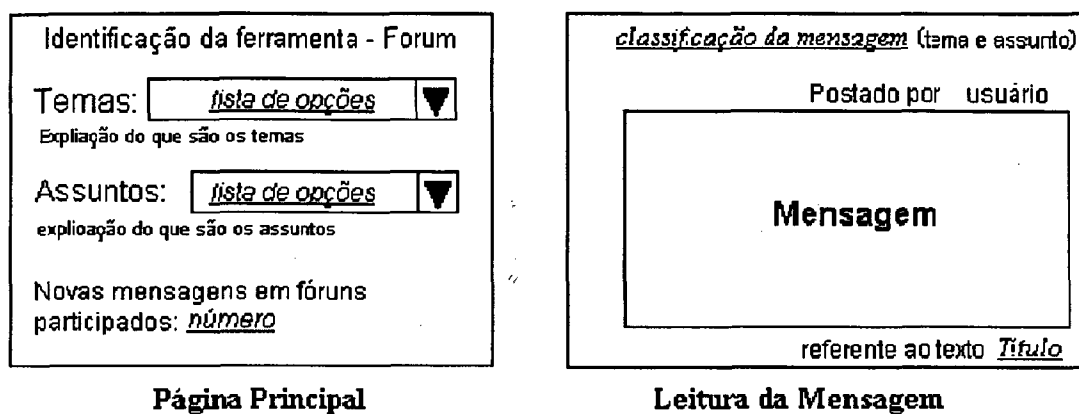 Identificação da ferramenta - Forum
Temas: lista de opções
Expliação do que são os temas
Assuntos: lista de opções
explioação do que são os assuntos
Novas mensagens em fóruns
participados: número
Página Principal
classificação da mensagem (tema e assunto)
Postado por usuário
Mensagem
referente ao texto Título
Leitura da Mensagem